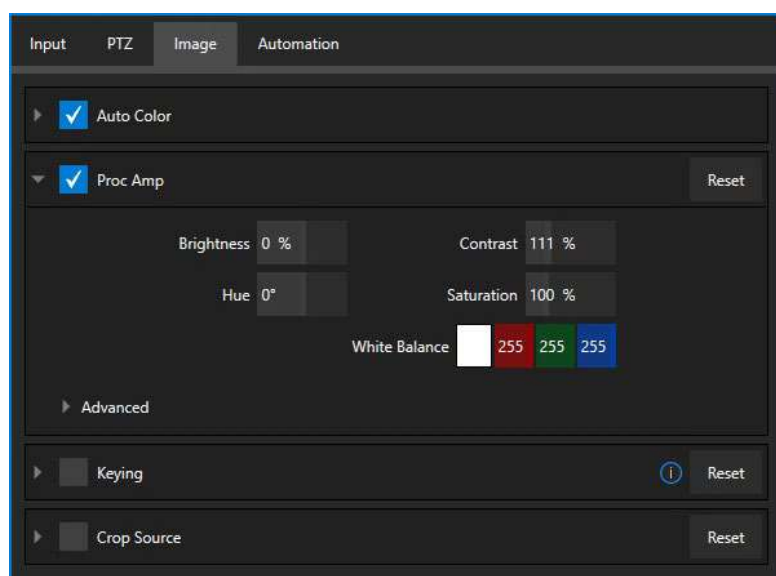 Input PTZ Image Automation
Auto Color
Proc Amp Reset
Brightness 0 % Contrast 111 %
Hue 0° Saturation 100 %
White Balance 255 255 255
Advanced
Keying Reset
Crop Source Reset